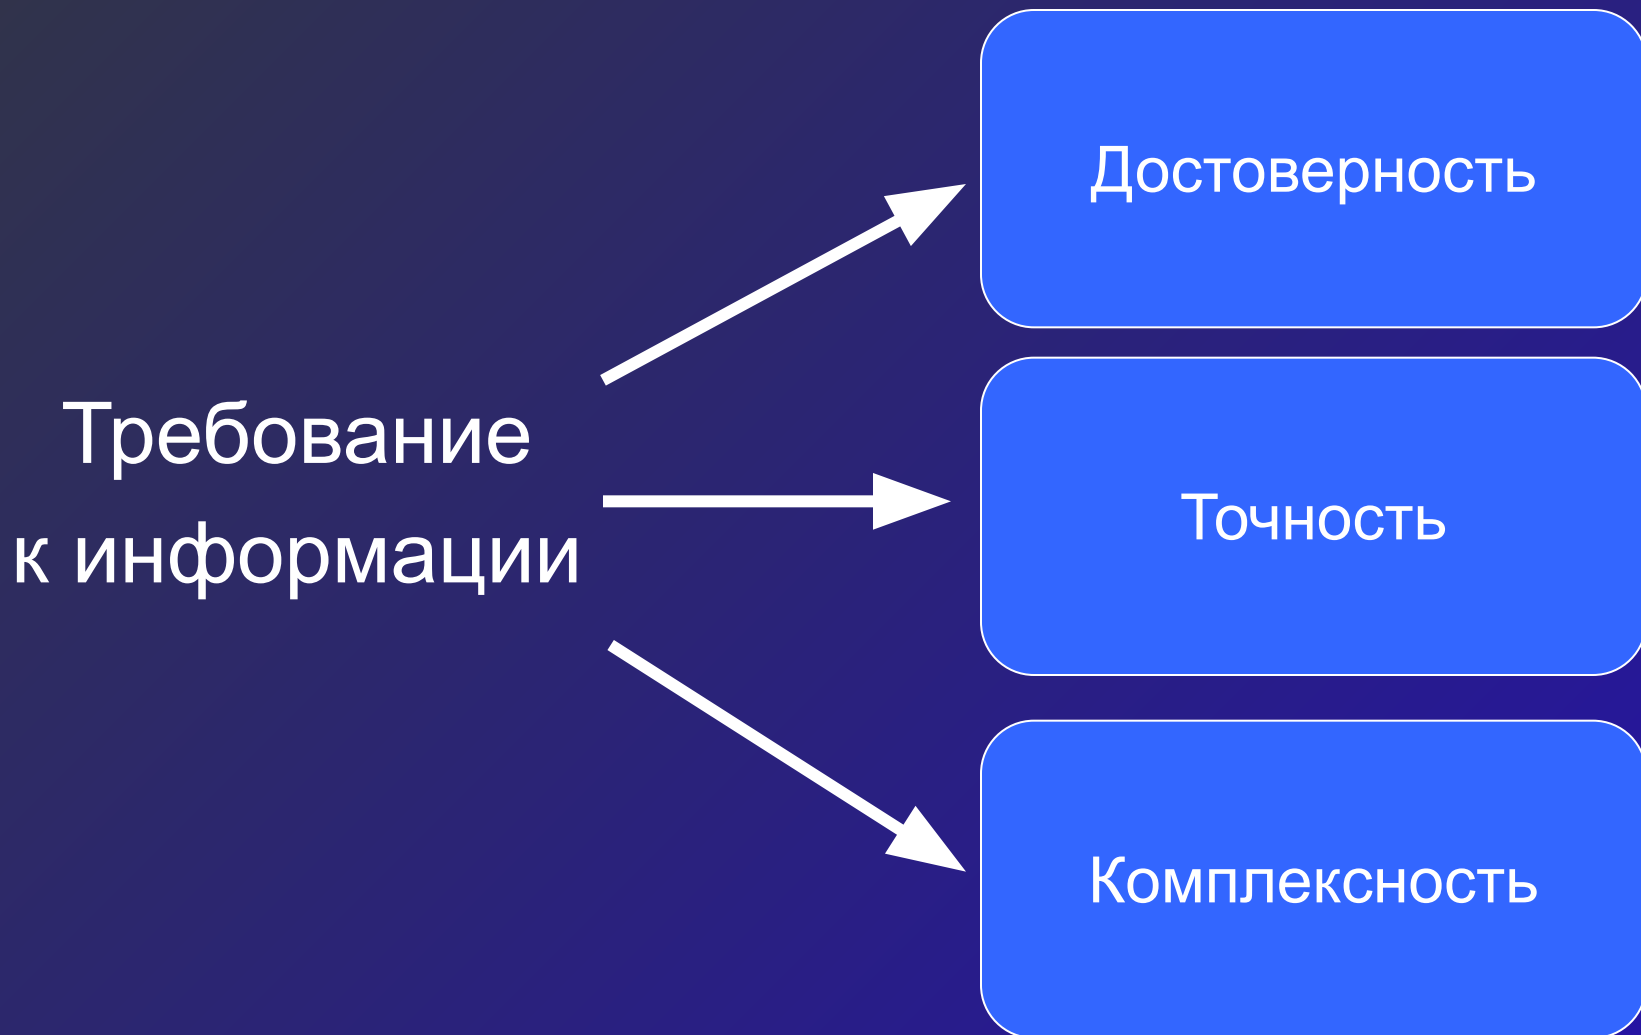 Требование
к информации
Достоверность
Точность
Комплексность